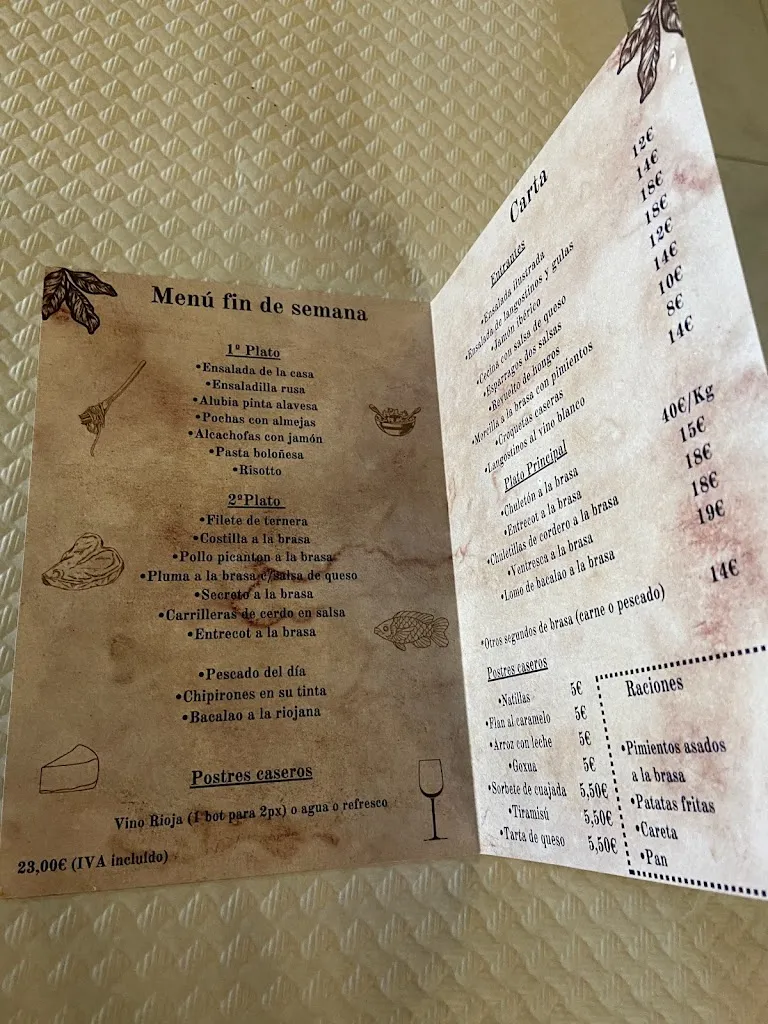 Menú fin de semana
1º Plato
•Ensalada de la casa
•Ensaladilla rusa
•Alubia pinta alavesa
•Pochas con almejas
•Alcachofas con jamón
•Pasta boloñesa
•Risotto
2ºPlato
•Filete de ternera
•Costilla a la brasa
•Pollo picanton a la brasa
•Pluma a la brasa c/salsa de queso
•Secreto a la brasa
•Carrilleras de cerdo en salsa
•Entrecot a la brasa
•Pescado del día
•Chipirones en su tinta
•Bacalao a la riojana
Postres caseros
Vino Rioja (1 bot para 2px) o agua o refresco
23,00€ (IVA incluído)
Carta
Entrantes
•Ensalada ilustrada 12€
•Ensalada de langostinos y gulas 14€
•Jamón ibérico 18€
•Cecina con salsa de queso 18€
•Esparragos dos salsas 12€
•Revuelto de hongos 14€
•Morcilla a la brasa con pimientos 10€
•Croquetas caseras 8€
•Langostinos al vino blanco 14€
Plato Principal
•Chuletón a la brasa 40€/Kg
•Entrecot a la brasa 15€
•Chuletillas de cordero a la brasa 18€
•Ventresca a la brasa 18€
•Lomo de bacalao a la brasa 19€
•Otros segundos de brasa (carne o pescado) 14€
Postres caseros
•Natillas 5€
•Flan al caramelo 5€
•Arroz con leche 5€
•Goxua 5€
•Sorbete de cuajada 5,50€
•Tiramisú 5,50€
•Tarta de queso 5,50€
Raciones
•Pimientos asados
a la brasa
•Patatas fritas
•Careta
•Pan